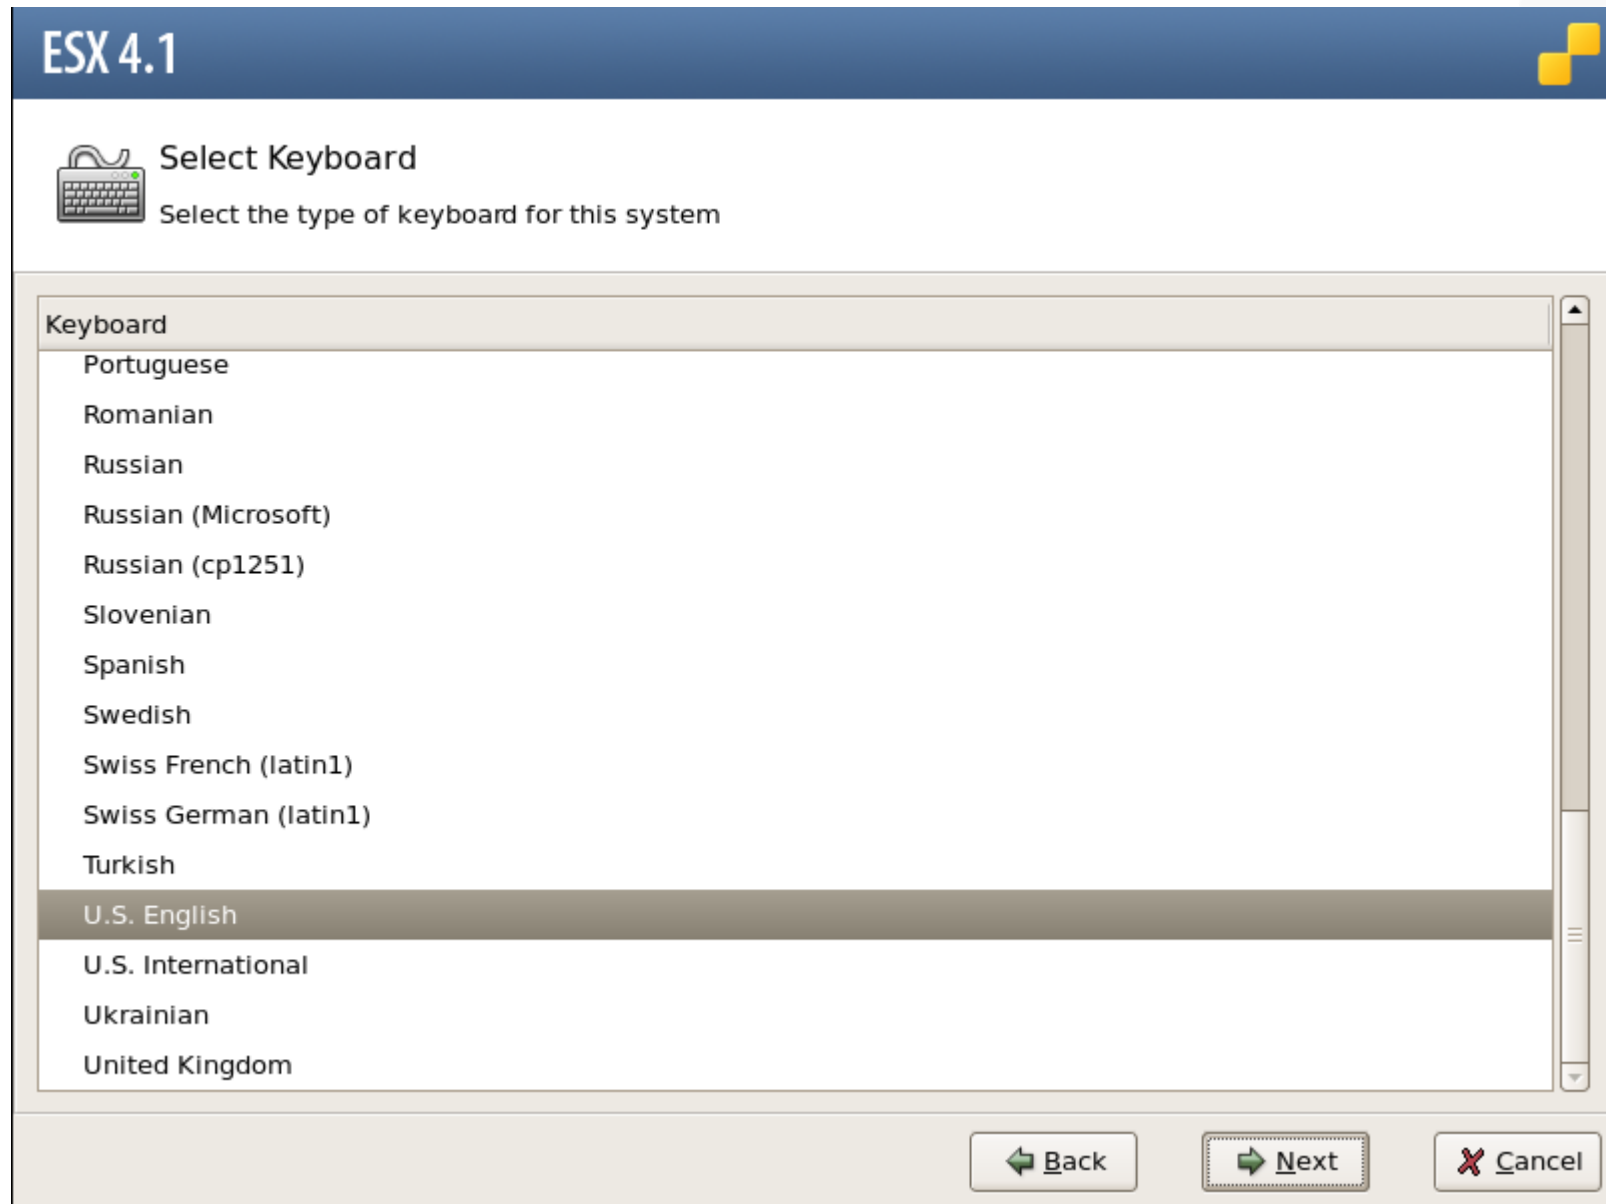 ESX 4.1
Select Keyboard
Select the type of keyboard for this system
Keyboard
Portuguese
Romanian
Russian
Russian (Microsoft)
Russian (cp1251)
Slovenian
Spanish
Swedish
Swiss French (latin1)
Swiss German (latin1)
Turkish
U.S. English
U.S. International
Ukrainian
United Kingdom
Back Next Cancel